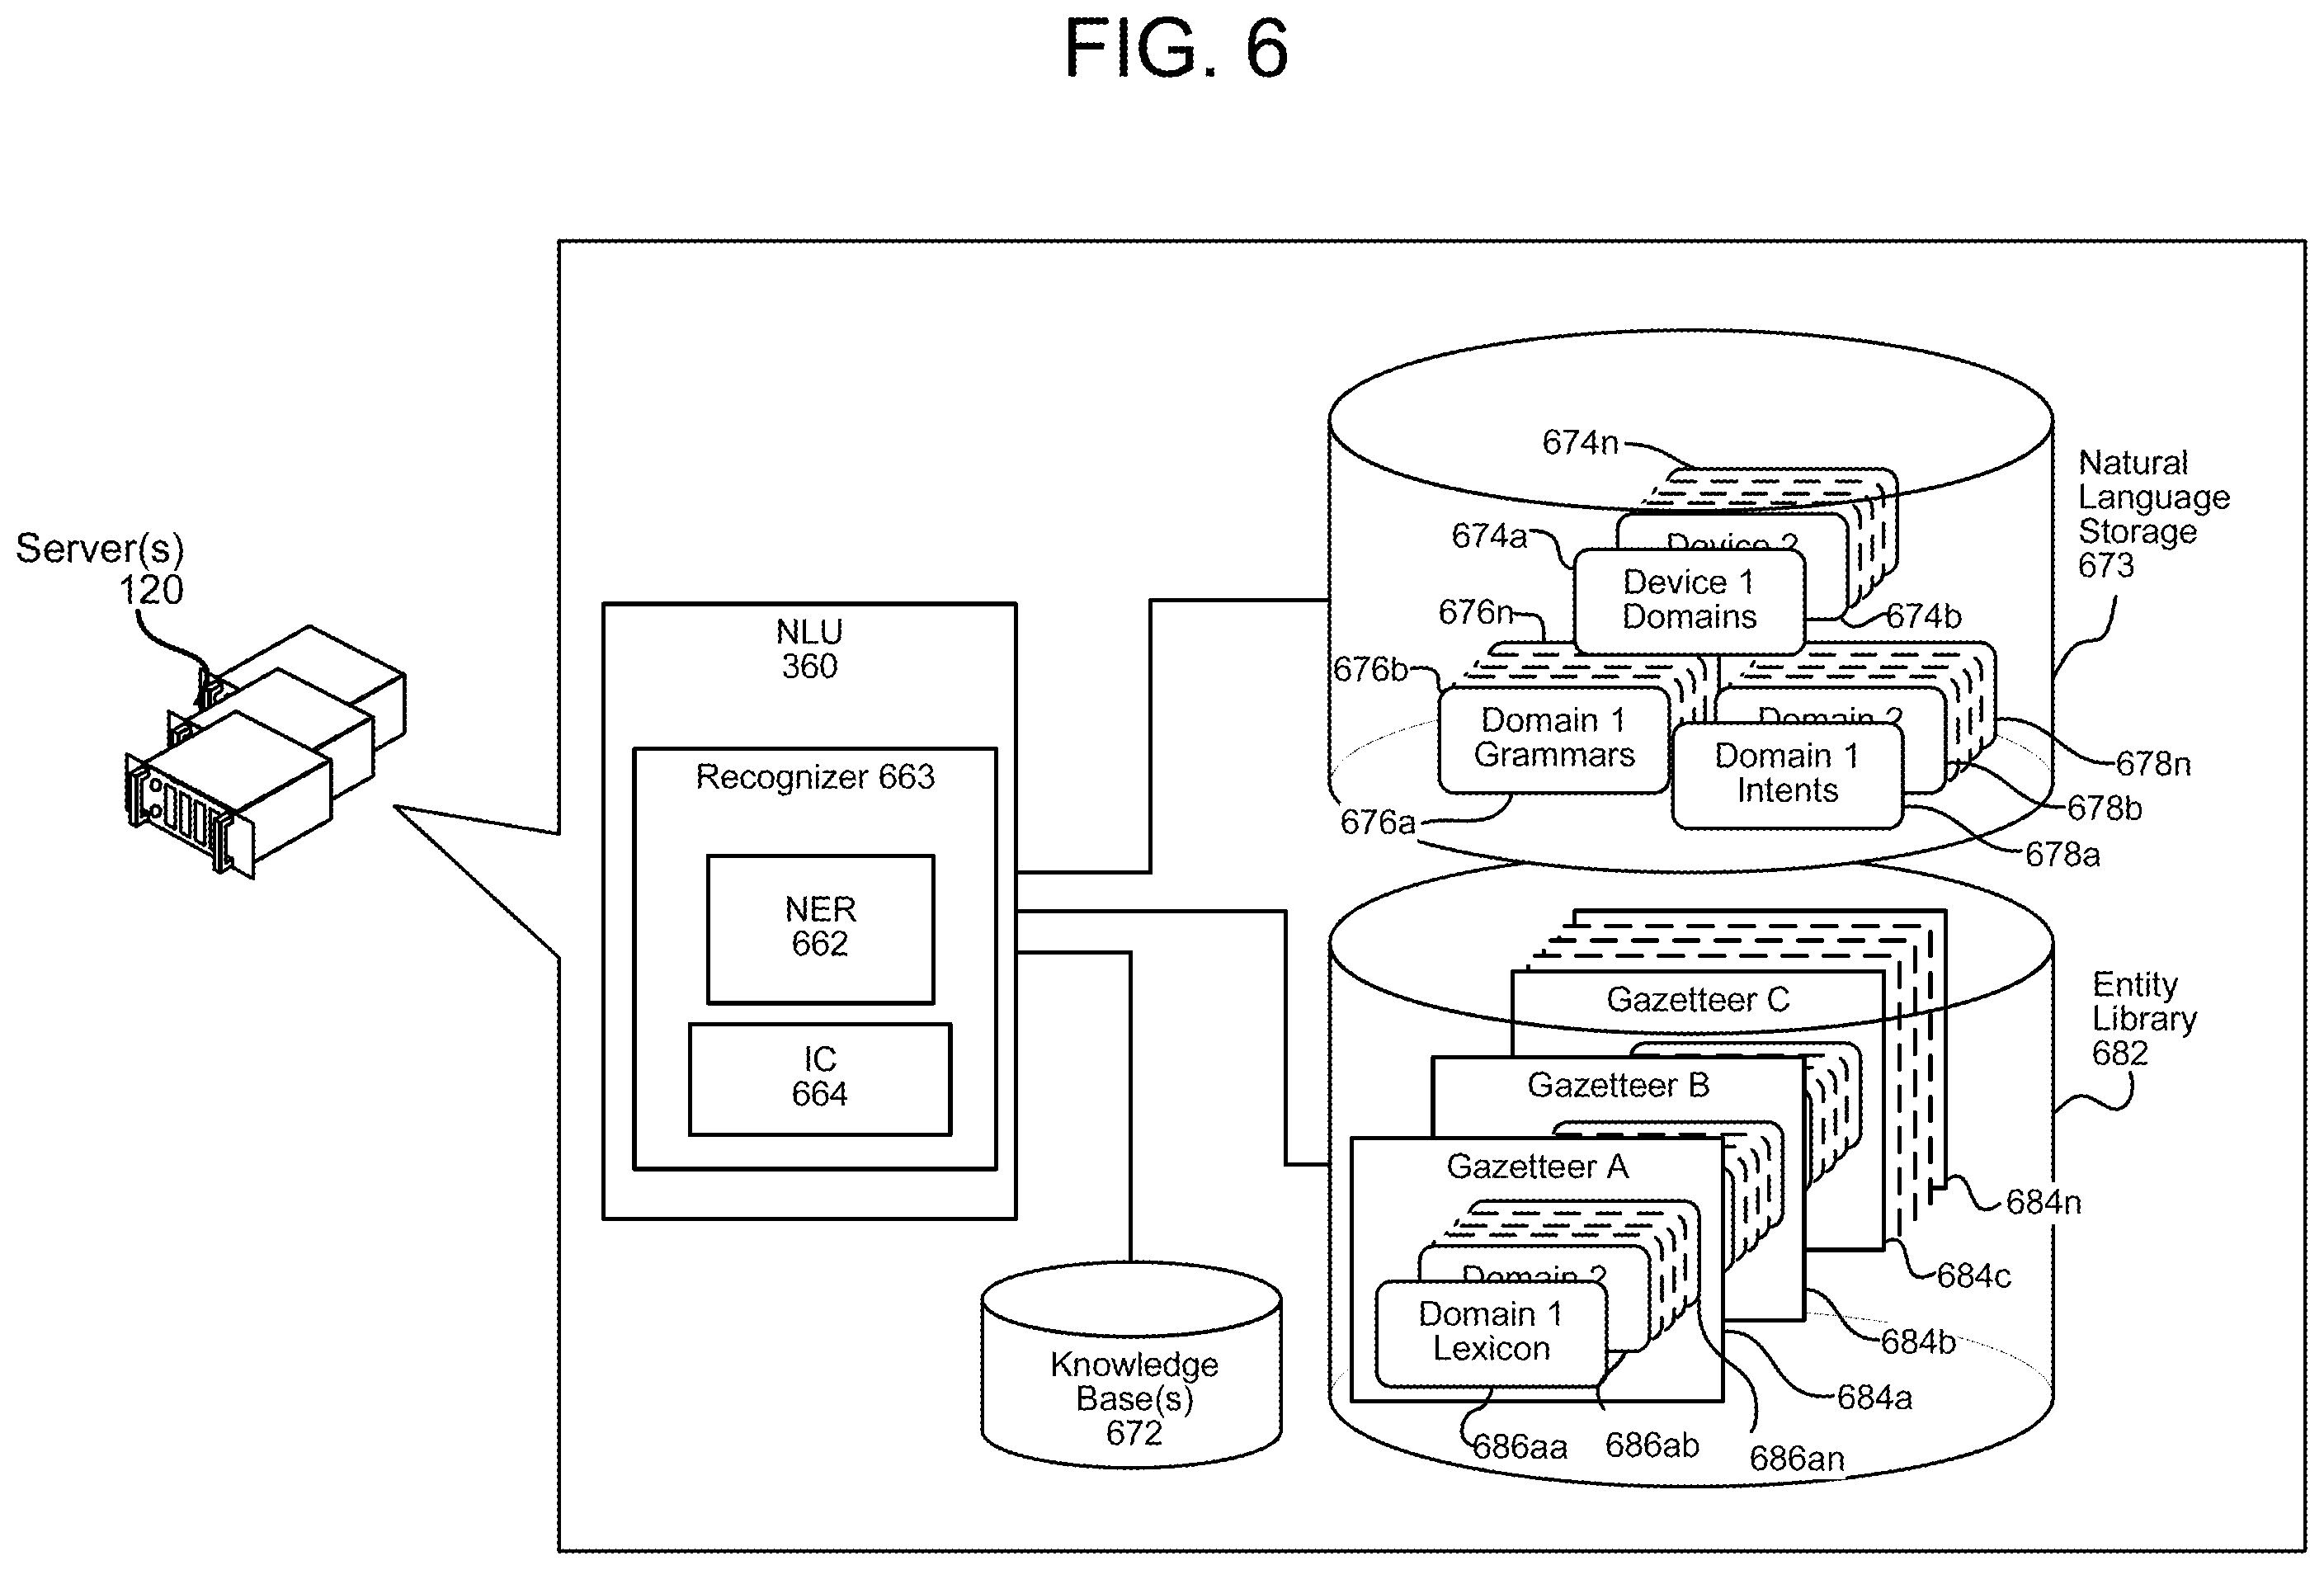 FIG. 6
Server(s)
120
NLU
360
Recognizer 663
NER
662
IC
664
Knowledge
Base(s)
672
Natural
Language
Storage
673
674n
674a
Device 2
Device 1
Domains
674b
676n
676b
Domain 1
Grammars
676a
Domain 2
Domain 1
Intents
678n
678b
678a
Entity
Library
682
Gazetteer C
Gazetteer B
Gazetteer A
Domain 2
Domain 1
Lexicon
684n
684c
684b
684a
686aa
686ab
686an